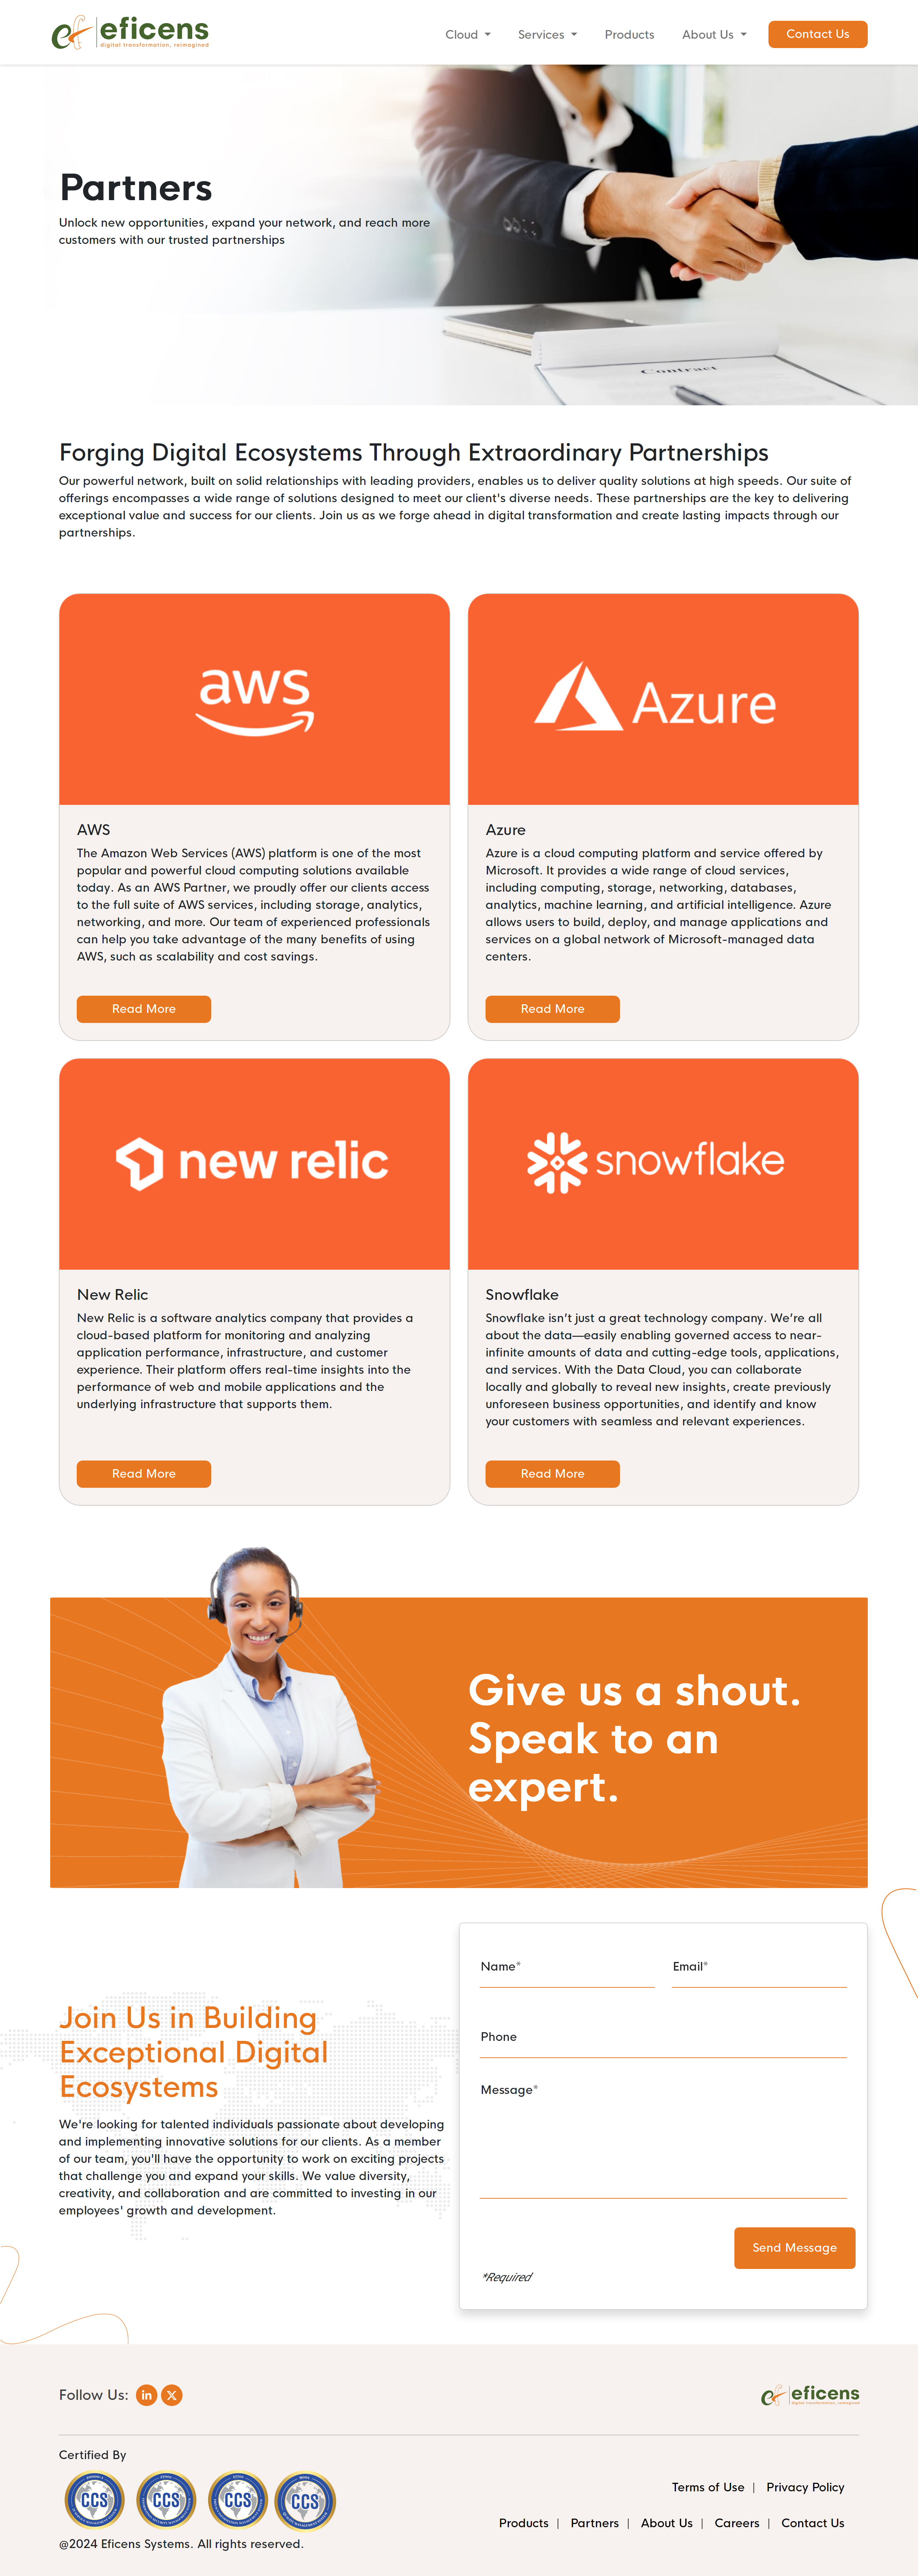 eficens
digital transformation, reimagined
Cloud
Services
Products
About Us
Contact Us
Partners
Unlock new opportunities, expand your network, and reach more
customers with our trusted partnerships
Contract
Forging Digital Ecosystems Through Extraordinary Partnerships
Our powerful network, built on solid relationships with leading providers, enables us to deliver quality solutions at high speeds. Our suite of
offerings encompasses a wide range of solutions designed to meet our client's diverse needs. These partnerships are the key to delivering
exceptional value and success for our clients. Join us as we forge ahead in digital transformation and create lasting impacts through our
partnerships.
aws
AWS
The Amazon Web Services (AWS) platform is one of the most
popular and powerful cloud computing solutions available
today. As an AWS Partner, we proudly offer our clients access
to the full suite of AWS services, including storage, analytics,
networking, and more. Our team of experienced professionals
can help you take advantage of the many benefits of using
AWS, such as scalability and cost savings.
Read More
Azure
Azure
Azure is a cloud computing platform and service offered by
Microsoft. It provides a wide range of cloud services,
including computing, storage, networking, databases,
analytics, machine learning, and artificial intelligence. Azure
allows users to build, deploy, and manage applications and
services on a global network of Microsoft-managed data
centers.
Read More
new relic
New Relic
New Relic is a software analytics company that provides a
cloud-based platform for monitoring and analyzing
application performance, infrastructure, and customer
experience. Their platform offers real-time insights into the
performance of web and mobile applications and the
underlying infrastructure that supports them.
Read More
snowflake
Snowflake
Snowflake isn’t just a great technology company. We’re all
about the data—easily enabling governed access to near-
infinite amounts of data and cutting-edge tools, applications,
and services. With the Data Cloud, you can collaborate
locally and globally to reveal new insights, create previously
unforeseen business opportunities, and identify and know
your customers with seamless and relevant experiences.
Read More
Give us a shout.
Speak to an
expert.
Join Us in Building
Exceptional Digital
Ecosystems
We're looking for talented individuals passionate about developing
and implementing innovative solutions for our clients. As a member
of our team, you'll have the opportunity to work on exciting projects
that challenge you and expand your skills. We value diversity,
creativity, and collaboration and are committed to investing in our
employees' growth and development.
Name*
Email*
Phone
Message*
Send Message
*Required
Follow Us:
in
X
eficens
digital transformation, reimagined
Certified By
CCS
CCS
CCS
CCS
@2024 Eficens Systems. All rights reserved.
Terms of Use | Privacy Policy
Products | Partners | About Us | Careers | Contact Us